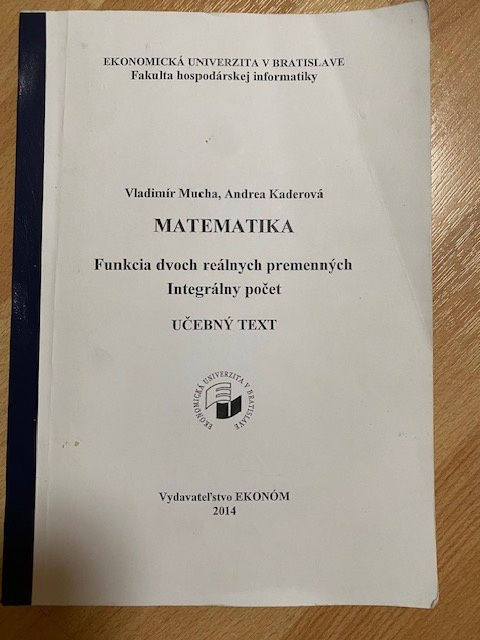 EKONOMICKÁ UNIVERZITA V BRATISLAVE
Fakulta hospodárskej informatiky
Vladimír Mucha, Andrea Kaderová
MATEMATIKA
Funkcia dvoch reálnych premenných
Integrálny počet
UČEBNÝ TEXT
EKONOMICKÁ UNIVERZITA V BRATISLAVE
Vydavateľstvo EKONÓM
2014